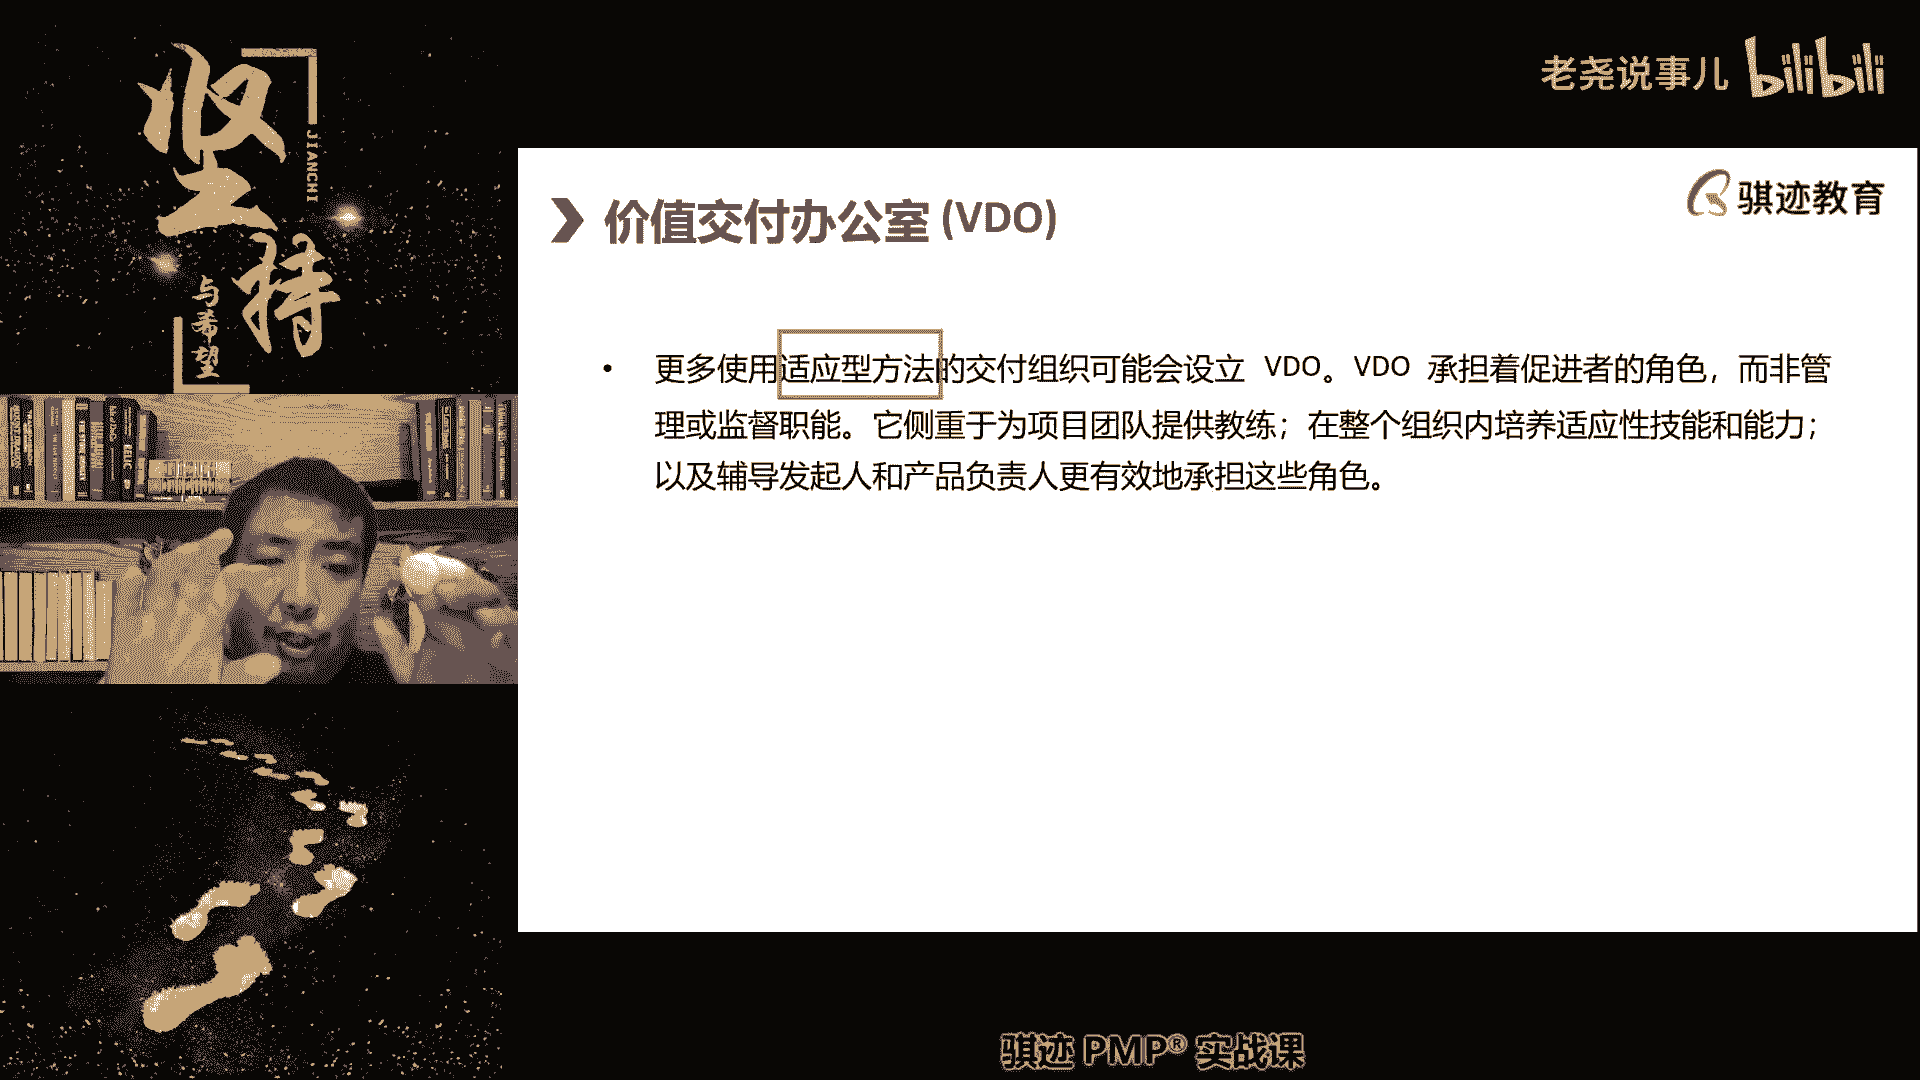 坚持
JIANCHI
与希望
老尧说事儿 bilibili
骐迹教育
价值交付办公室 (VDO)
• 更多使用适应型方法的交付组织可能会设立 VDO。VDO 承担着促进者的角色，而非管
理或监督职能。它侧重于为项目团队提供教练；在整个组织内培养适应性技能和能力；
以及辅导发起人和产品负责人更有效地承担这些角色。
骐迹 PMP® 实战课